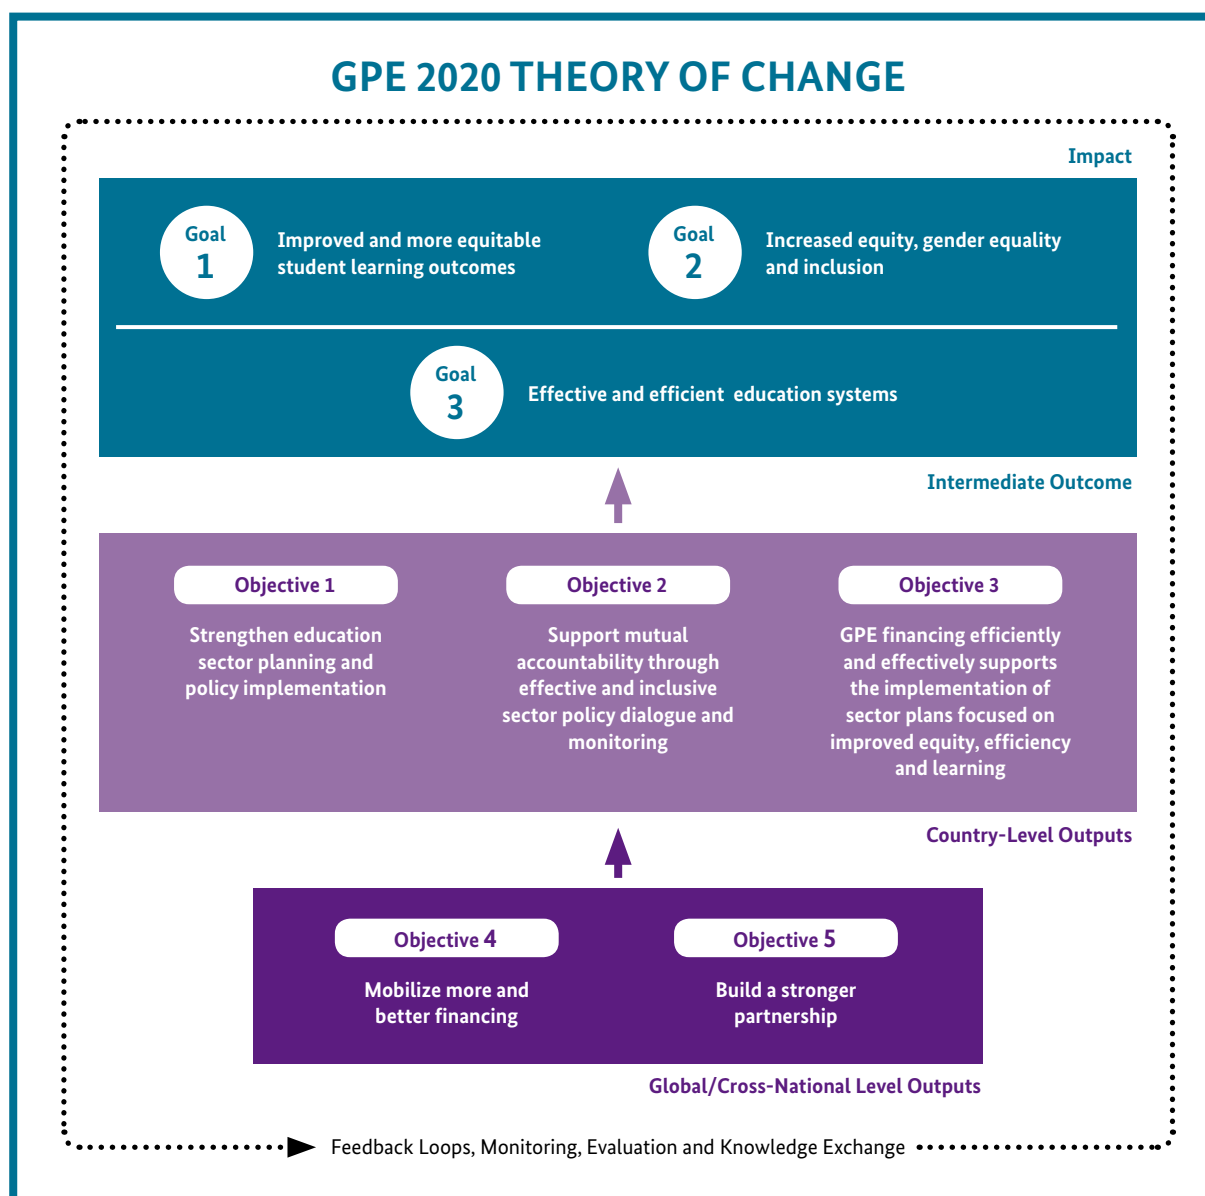 GPE 2020 THEORY OF CHANGE
Impact
Goal
1
Improved and more equitable
student learning outcomes
Goal
2
Increased equity, gender equality
and inclusion
Goal
3
Effective and efficient education systems
Intermediate Outcome
Objective 1
Strengthen education
sector planning and
policy implementation
Objective 2
Support mutual
accountability through
effective and inclusive
sector policy dialogue and
monitoring
Objective 3
GPE financing efficiently
and effectively supports
the implementation of
sector plans focused on
improved equity, efficiency
and learning
Country-Level Outputs
Objective 4
Mobilize more and
better financing
Objective 5
Build a stronger
partnership
Global/Cross-National Level Outputs
Feedback Loops, Monitoring, Evaluation and Knowledge Exchange